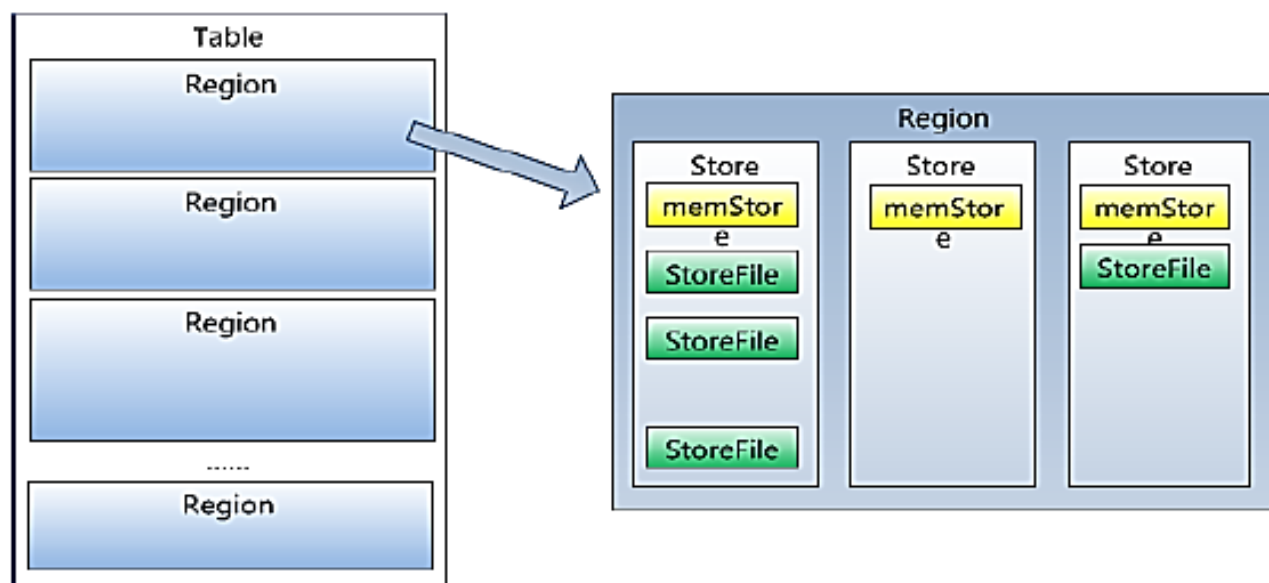 Table
Region
Region
Region
......
Region
Region
Store
memStor
e
StoreFile
StoreFile
StoreFile
Store
memStor
e
Store
memStor
e
StoreFile